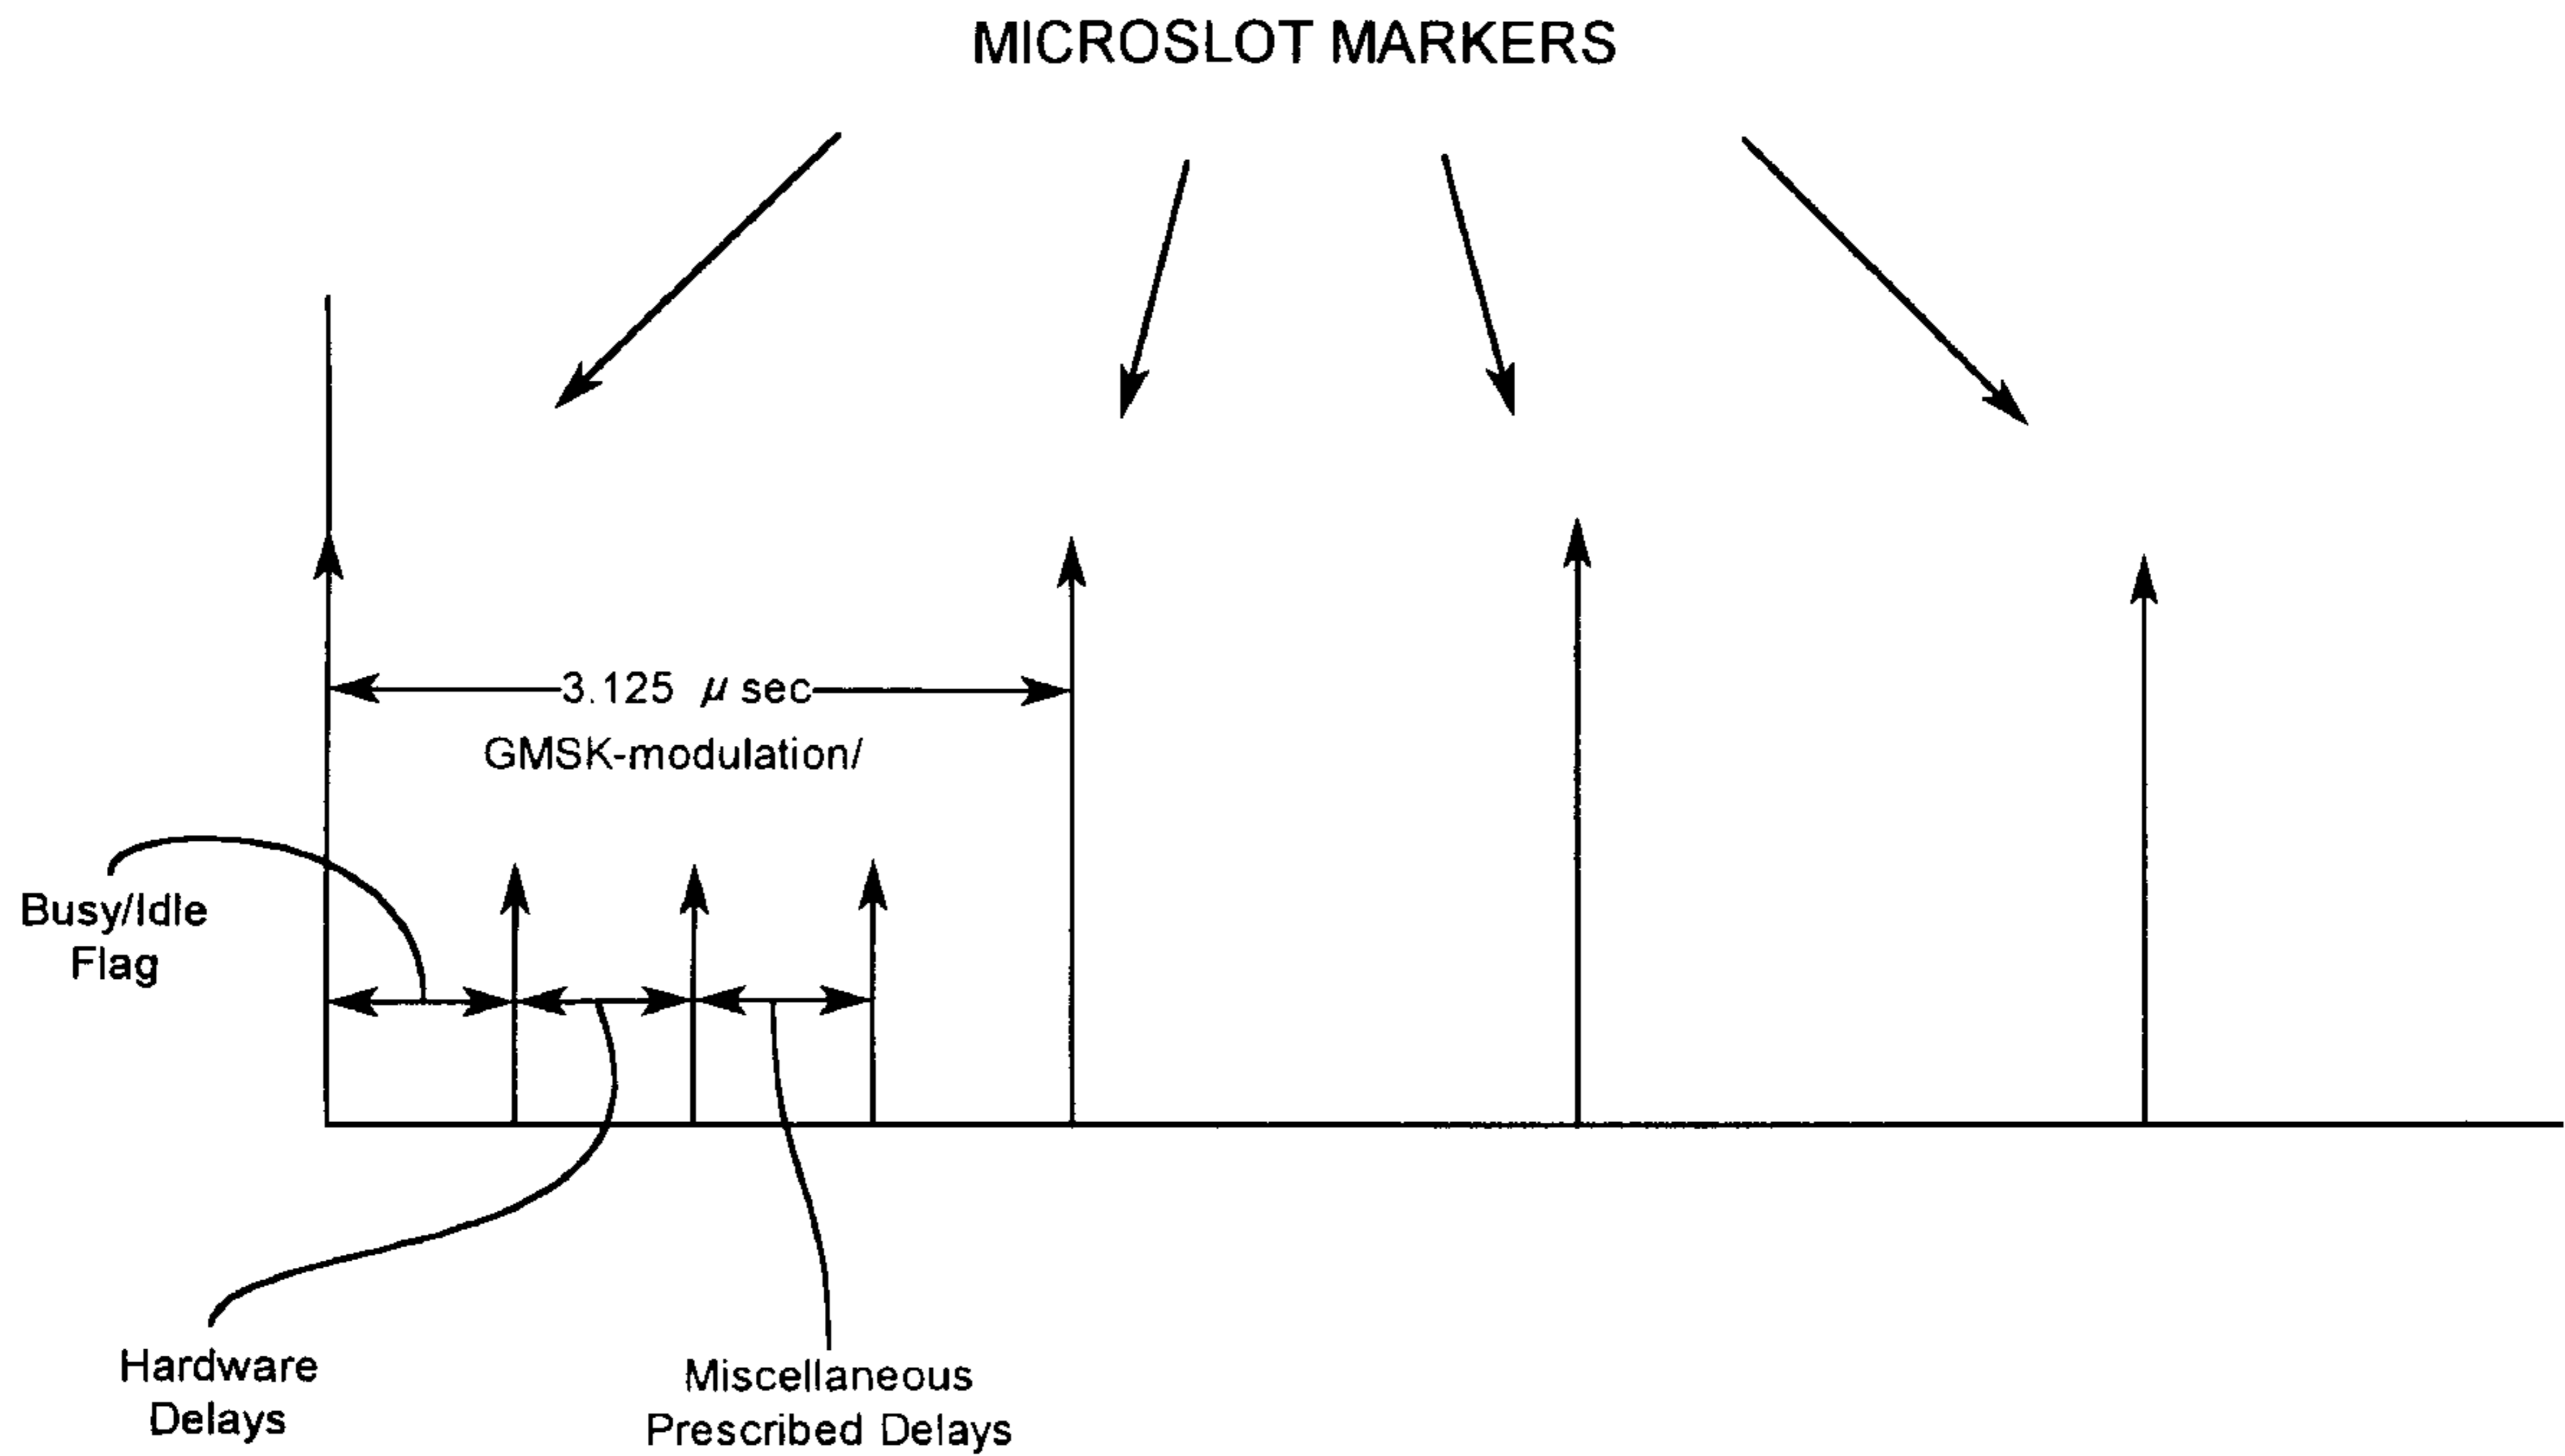 MICROSLOT MARKERS
3.125 μ sec
GMSK-modulation/
Busy/Idle
Flag
Hardware
Delays
Miscellaneous
Prescribed Delays